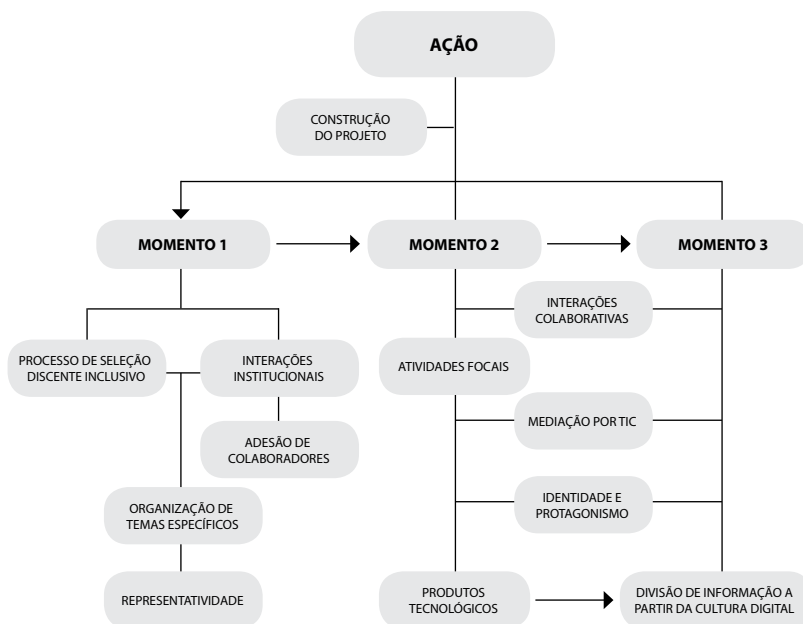 AÇÃO
CONSTRUÇÃO
DO PROJETO
MOMENTO 1
MOMENTO 2
MOMENTO 3
PROCESSO DE SELEÇÃO
DISCENTE INCLUSIVO
INTERAÇÕES
INSTITUCIONAIS
ADESÃO DE
COLABORADORES
ORGANIZAÇÃO DE
TEMAS ESPECÍFICOS
REPRESENTATIVIDADE
INTERAÇÕES
COLABORATIVAS
ATIVIDADES FOCAIS
MEDIAÇÃO POR TIC
IDENTIDADE E
PROTAGONISMO
PRODUTOS
TECNOLÓGICOS
DIVISÃO DE INFORMAÇÃO A
PARTIR DA CULTURA DIGITAL